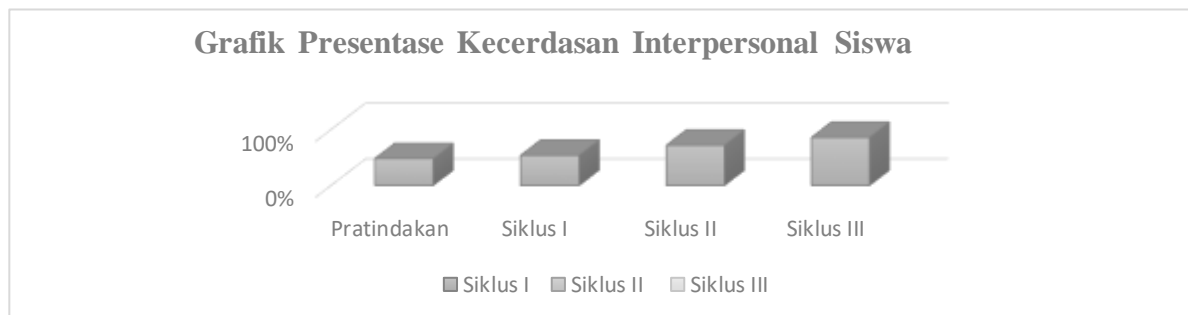 Grafik Presentase Kecerdasan Interpersonal Siswa
100%
0%
Pratindakan Siklus I Siklus II Siklus III
Siklus I Siklus II Siklus III